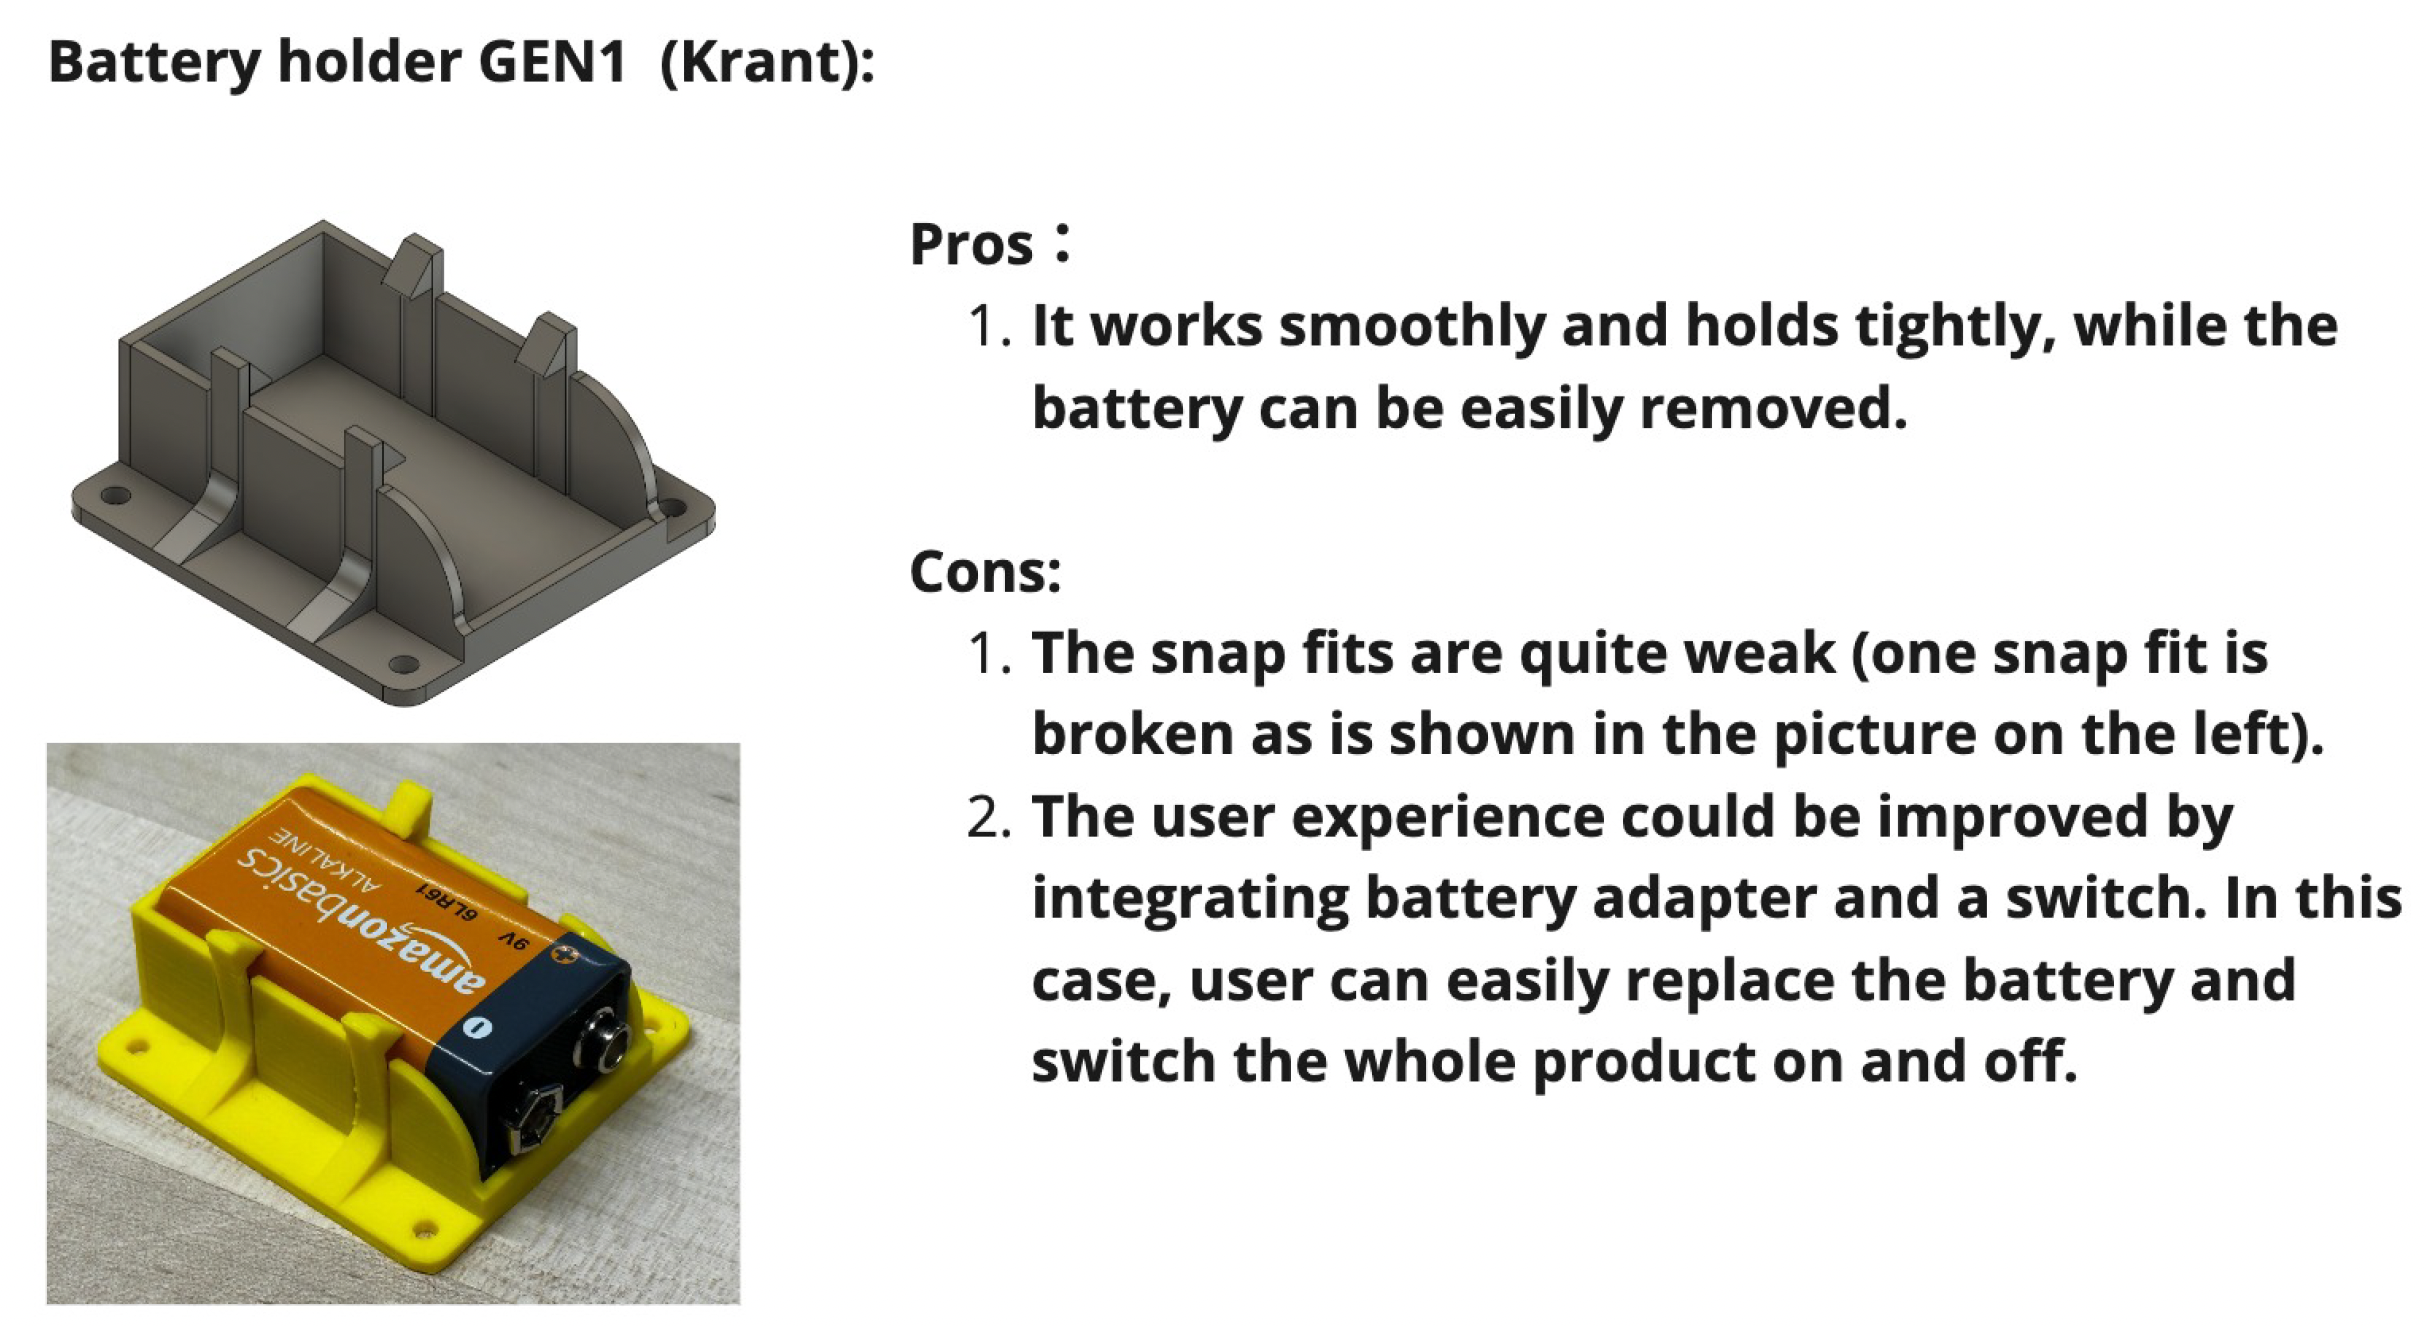 Battery holder GEN1  (Krant):
Pros：
1. It works smoothly and holds tightly, while the
battery can be easily removed.
Cons:
1. The snap fits are quite weak (one snap fit is
broken as is shown in the picture on the left).
2. The user experience could be improved by
integrating battery adapter and a switch. In this
case, user can easily replace the battery and
switch the whole product on and off.
amazonbasics
ALKALINE
6LR61
9V